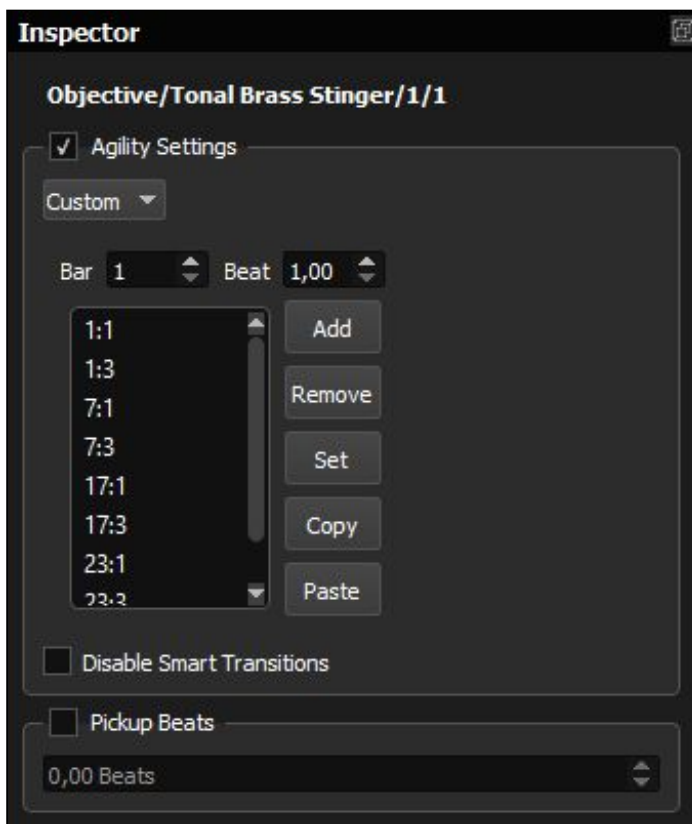 Inspector
Objective/Tonal Brass Stinger/1/1
Agility Settings
Custom
Bar 1 Beat 1,00
1:1
1:3
7:1
7:3
17:1
17:3
23:1
23:3
Add
Remove
Set
Copy
Paste
Disable Smart Transitions
Pickup Beats
0,00 Beats